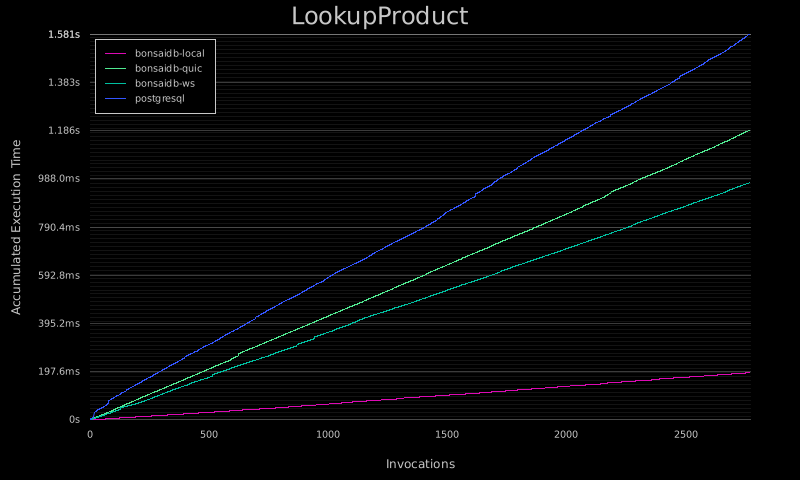 LookupProduct
1.581s
1.383s
1.186s
988.0ms
790.4ms
592.8ms
395.2ms
197.6ms
0s
Accumulated Execution Time
bonsaidb-local
bonsaidb-quic
bonsaidb-ws
postgresql
0 500 1000 1500 2000 2500
Invocations